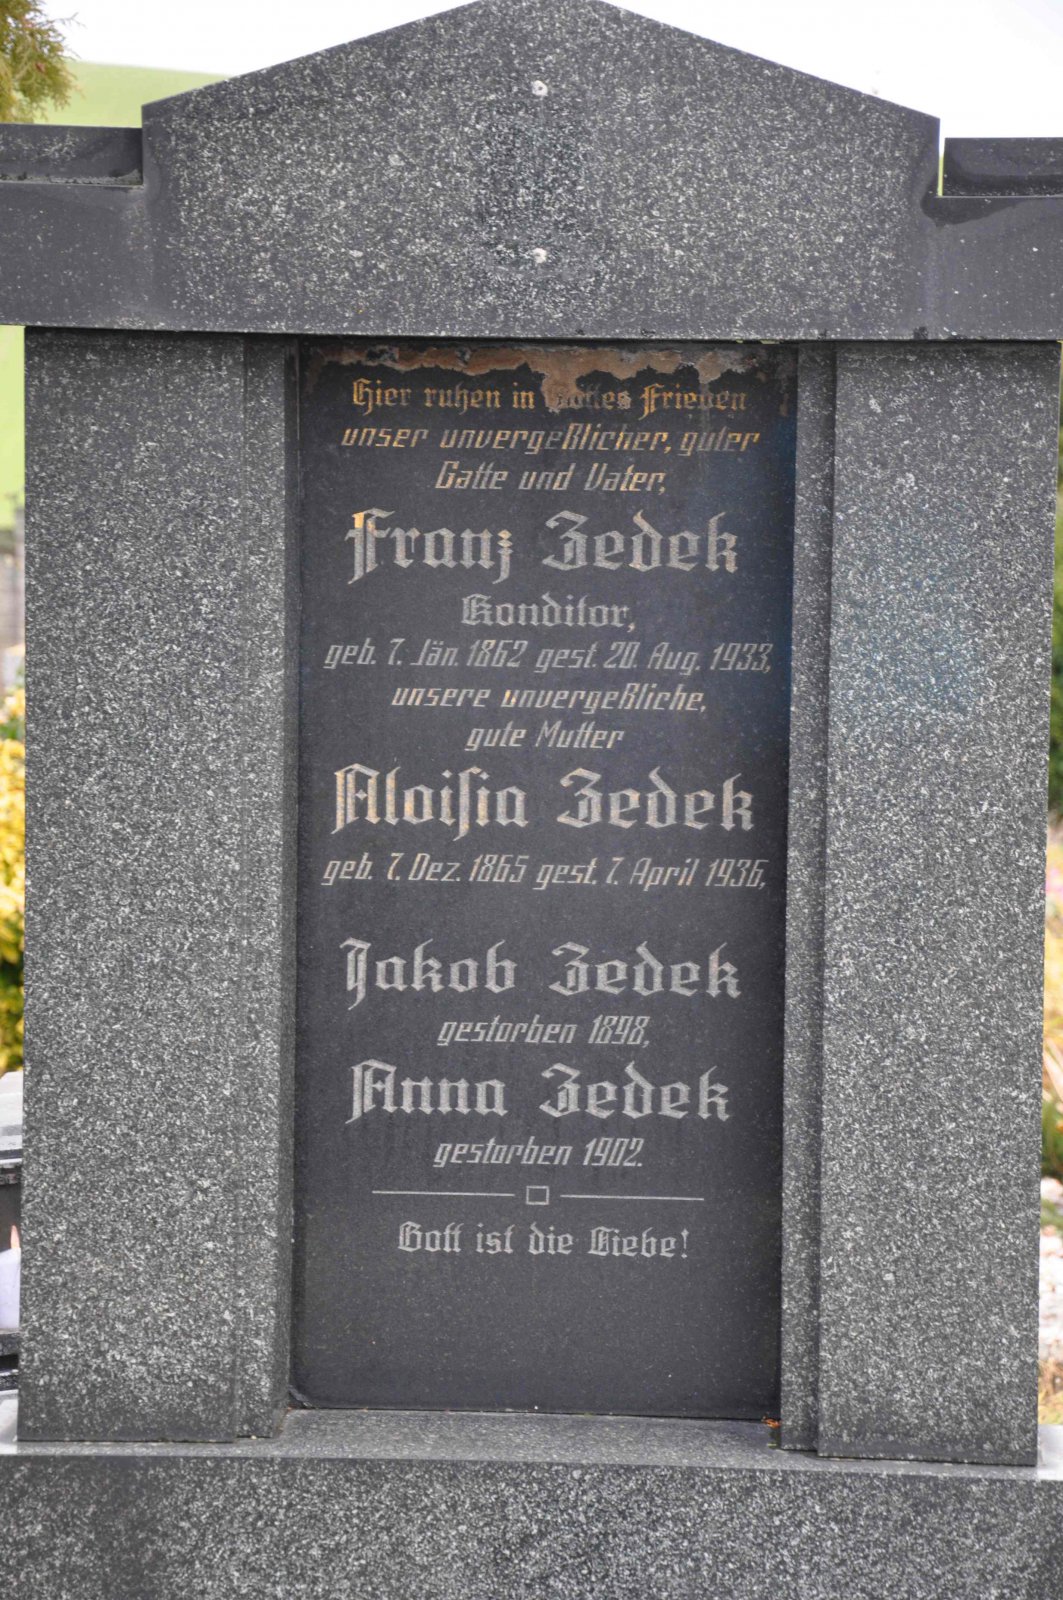 Hier ruhen in Gottes Frieden
unser unvergeßlicher, guter
Gatte und Vater,
Franz Zedek
Konditor,
geb. 7. Jän. 1862 gest. 20. Aug. 1933,
unsere unvergeßliche,
gute Mutter
Aloiſia Zedek
geb. 7. Dez. 1865 gest. 7. April 1936,
Jakob Zedek
gestorben 1898,
Anna Zedek
gestorben 1902.
Gott ist die Liebe!